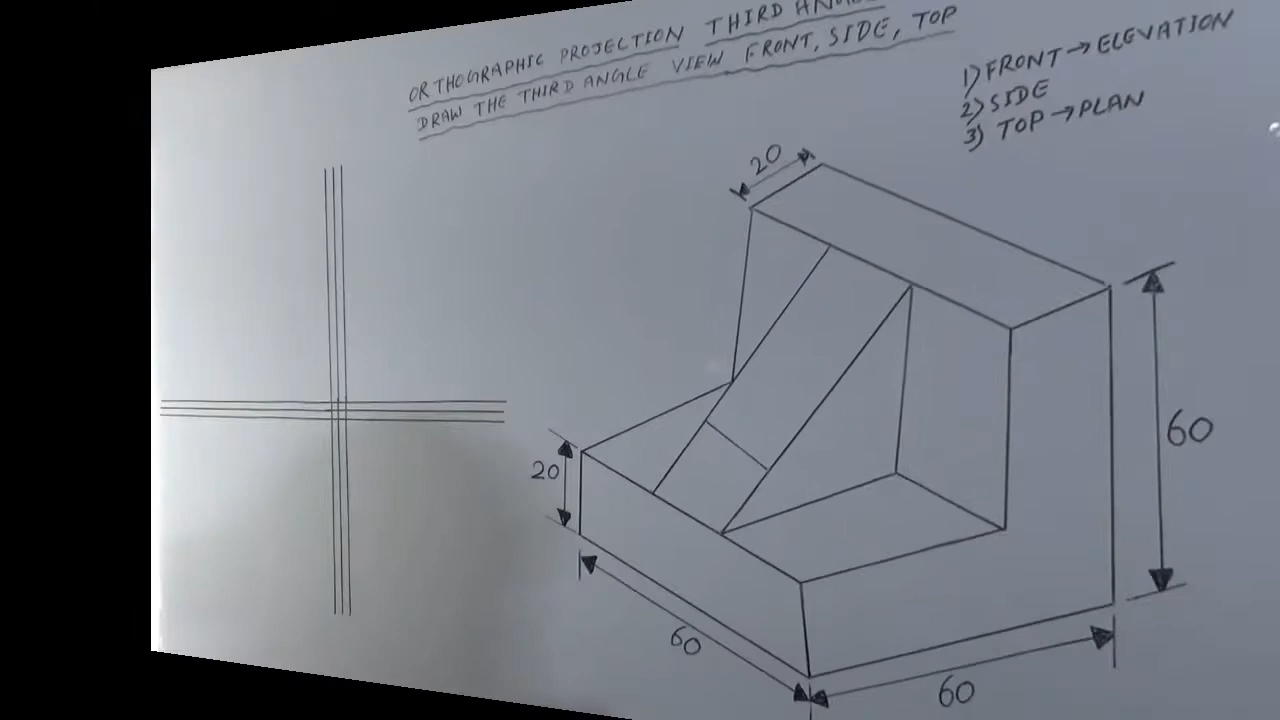 ORTHOGRAPHIC PROJECTION THIRD ANGLE
DRAW THE THIRD ANGLE VIEW FRONT, SIDE, TOP
1) FRONT → ELEVATION
2) SIDE
3) TOP → PLAN
20
20
60
60
60